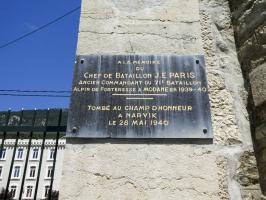 A LA MÉMOIRE
DU
CHEF DE BATAILLON J.E. PARIS
ANCIEN COMMANDANT DU 71E BATAILLON
ALPIN DE FORTERESSE À MODANE EN 1939-40
TOMBÉ AU CHAMP D'HONNEUR
À NARVIK
LE 28 MAI 1940